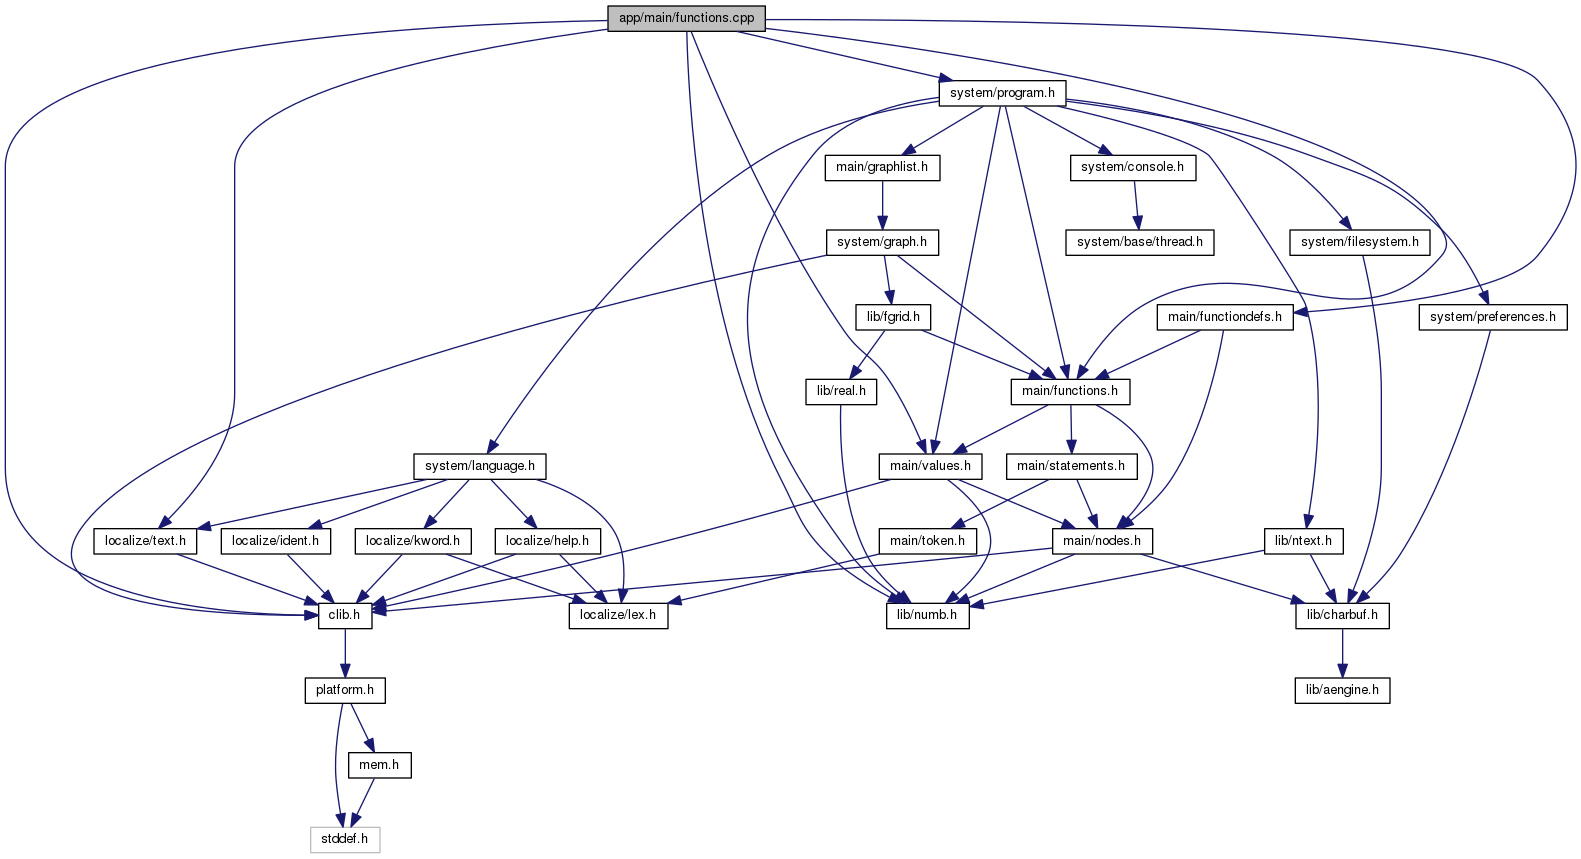 app/main/functions.cpp
system/program.h
main/graphlist.h
system/console.h
system/graph.h
system/base/thread.h
system/filesystem.h
lib/fgrid.h
main/functiondefs.h
system/preferences.h
lib/real.h
main/functions.h
system/language.h
main/values.h
main/statements.h
localize/text.h
localize/ident.h
localize/kword.h
localize/help.h
main/token.h
main/nodes.h
lib/ntext.h
clib.h
localize/lex.h
lib/numb.h
lib/charbuf.h
platform.h
lib/aengine.h
mem.h
stddef.h